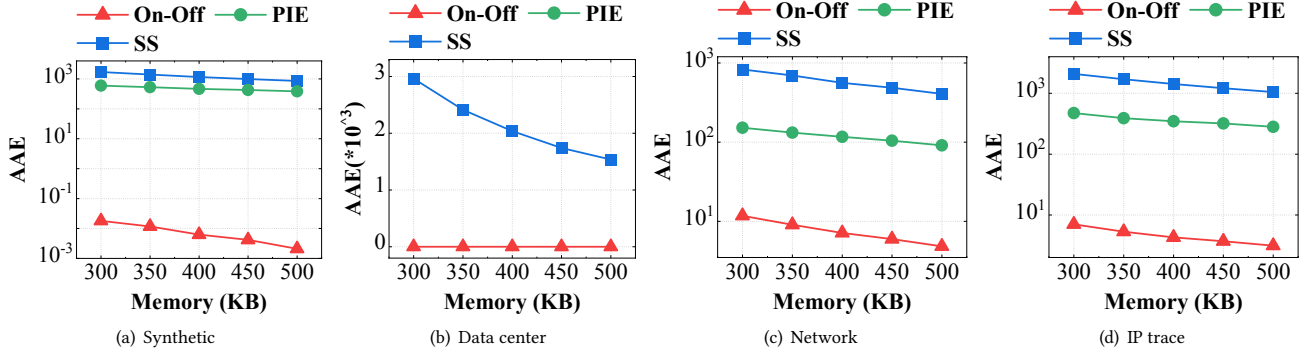 On-Off PIE
SS
10^3
10^1
10^-1
10^-3
AAE
300 350 400 450 500
Memory (KB)
(a) Synthetic
On-Off PIE
SS
3
2
1
0
AAE(*10^^3)
300 350 400 450 500
Memory (KB)
(b) Data center
On-Off PIE
SS
10^3
10^2
10^1
AAE
300 350 400 450 500
Memory (KB)
(c) Network
On-Off PIE
SS
10^3
10^2
10^1
AAE
300 350 400 450 500
Memory (KB)
(d) IP trace